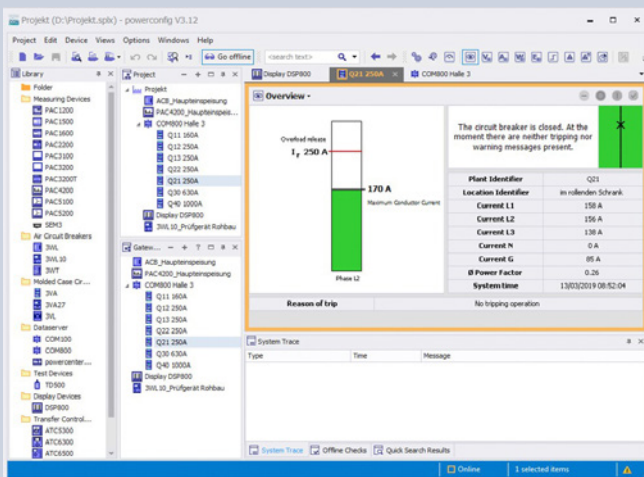 Projekt (D:\Projekt.splx) - powerconfig V3.12
Project Edit Device Views Options Windows Help
Go offline
<search text>
Library
Folder
Measuring Devices
PAC1200
PAC1500
PAC1600
PAC2200
PAC3100
PAC3200
PAC3200T
PAC4200
PAC5100
PAC5200
SEM3
Air Circuit Breakers
3WL
3WL10
3WT
Molded Case Cir...
3VA
3VA27
3VL
Dataserver
COM100
COM800
powercenter...
Test Devices
TD500
Display Devices
DSP800
Transfer Control...
ATC5300
ATC6300
ATC6500
Project
Projekt
ACB_Haupteinspeisung
PAC4200_Haupteinspeis...
COM800 Halle 3
Q11 160A
Q12 250A
Q13 250A
Q22 250A
Q21 250A
Q30 630A
Q40 1000A
Display DSP800
3WL10_Prüfgerät Rohbau
Gatew...
ACB_Haupteinspeisung
PAC4200_Haupteinspeisung
COM800 Halle 3
Q11 160A
Q12 250A
Q13 250A
Q22 250A
Q21 250A
Q30 630A
Q40 1000A
Display DSP800
3WL10_Prüfgerät Rohbau
Display DSP800 Q21 250A COM800 Halle 3
Overview
Overload release
Ir 250 A
170 A
Maximum Conductor Current
Phase L2
The circuit breaker is closed. At the
moment there are neither tripping nor
warning messages present.
Plant Identifier Q21
Location Identifier im rollenden Schrank
Current L1 158 A
Current L2 156 A
Current L3 138 A
Current N 0 A
Current G 85 A
Ø Power Factor 0.26
System time 13/03/2019 08:52:04
Reason of trip No tripping operation
System Trace
Type Time Message
System Trace Offline Checks Quick Search Results
Online 1 selected items